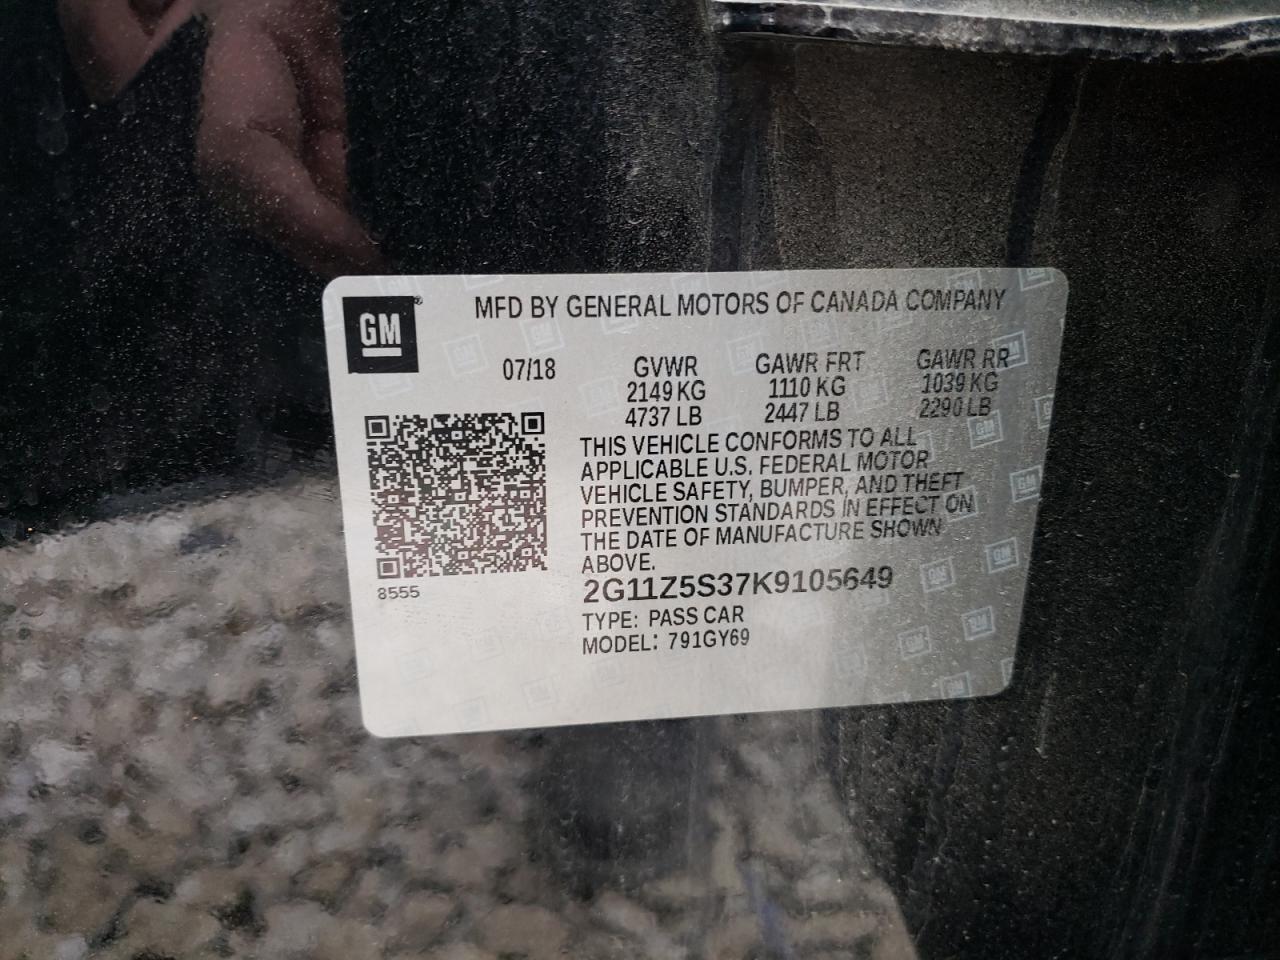 GM®
MFD BY GENERAL MOTORS OF CANADA COMPANY
07/18 GVWR GAWR FRT GAWR RR
2149 KG 1110 KG 1039 KG
4737 LB 2447 LB 2290 LB
THIS VEHICLE CONFORMS TO ALL
APPLICABLE U.S. FEDERAL MOTOR
VEHICLE SAFETY, BUMPER, AND THEFT
PREVENTION STANDARDS IN EFFECT ON
THE DATE OF MANUFACTURE SHOWN
ABOVE.
8555
2G11Z5S37K9105649
TYPE: PASS CAR
MODEL: 791GY69